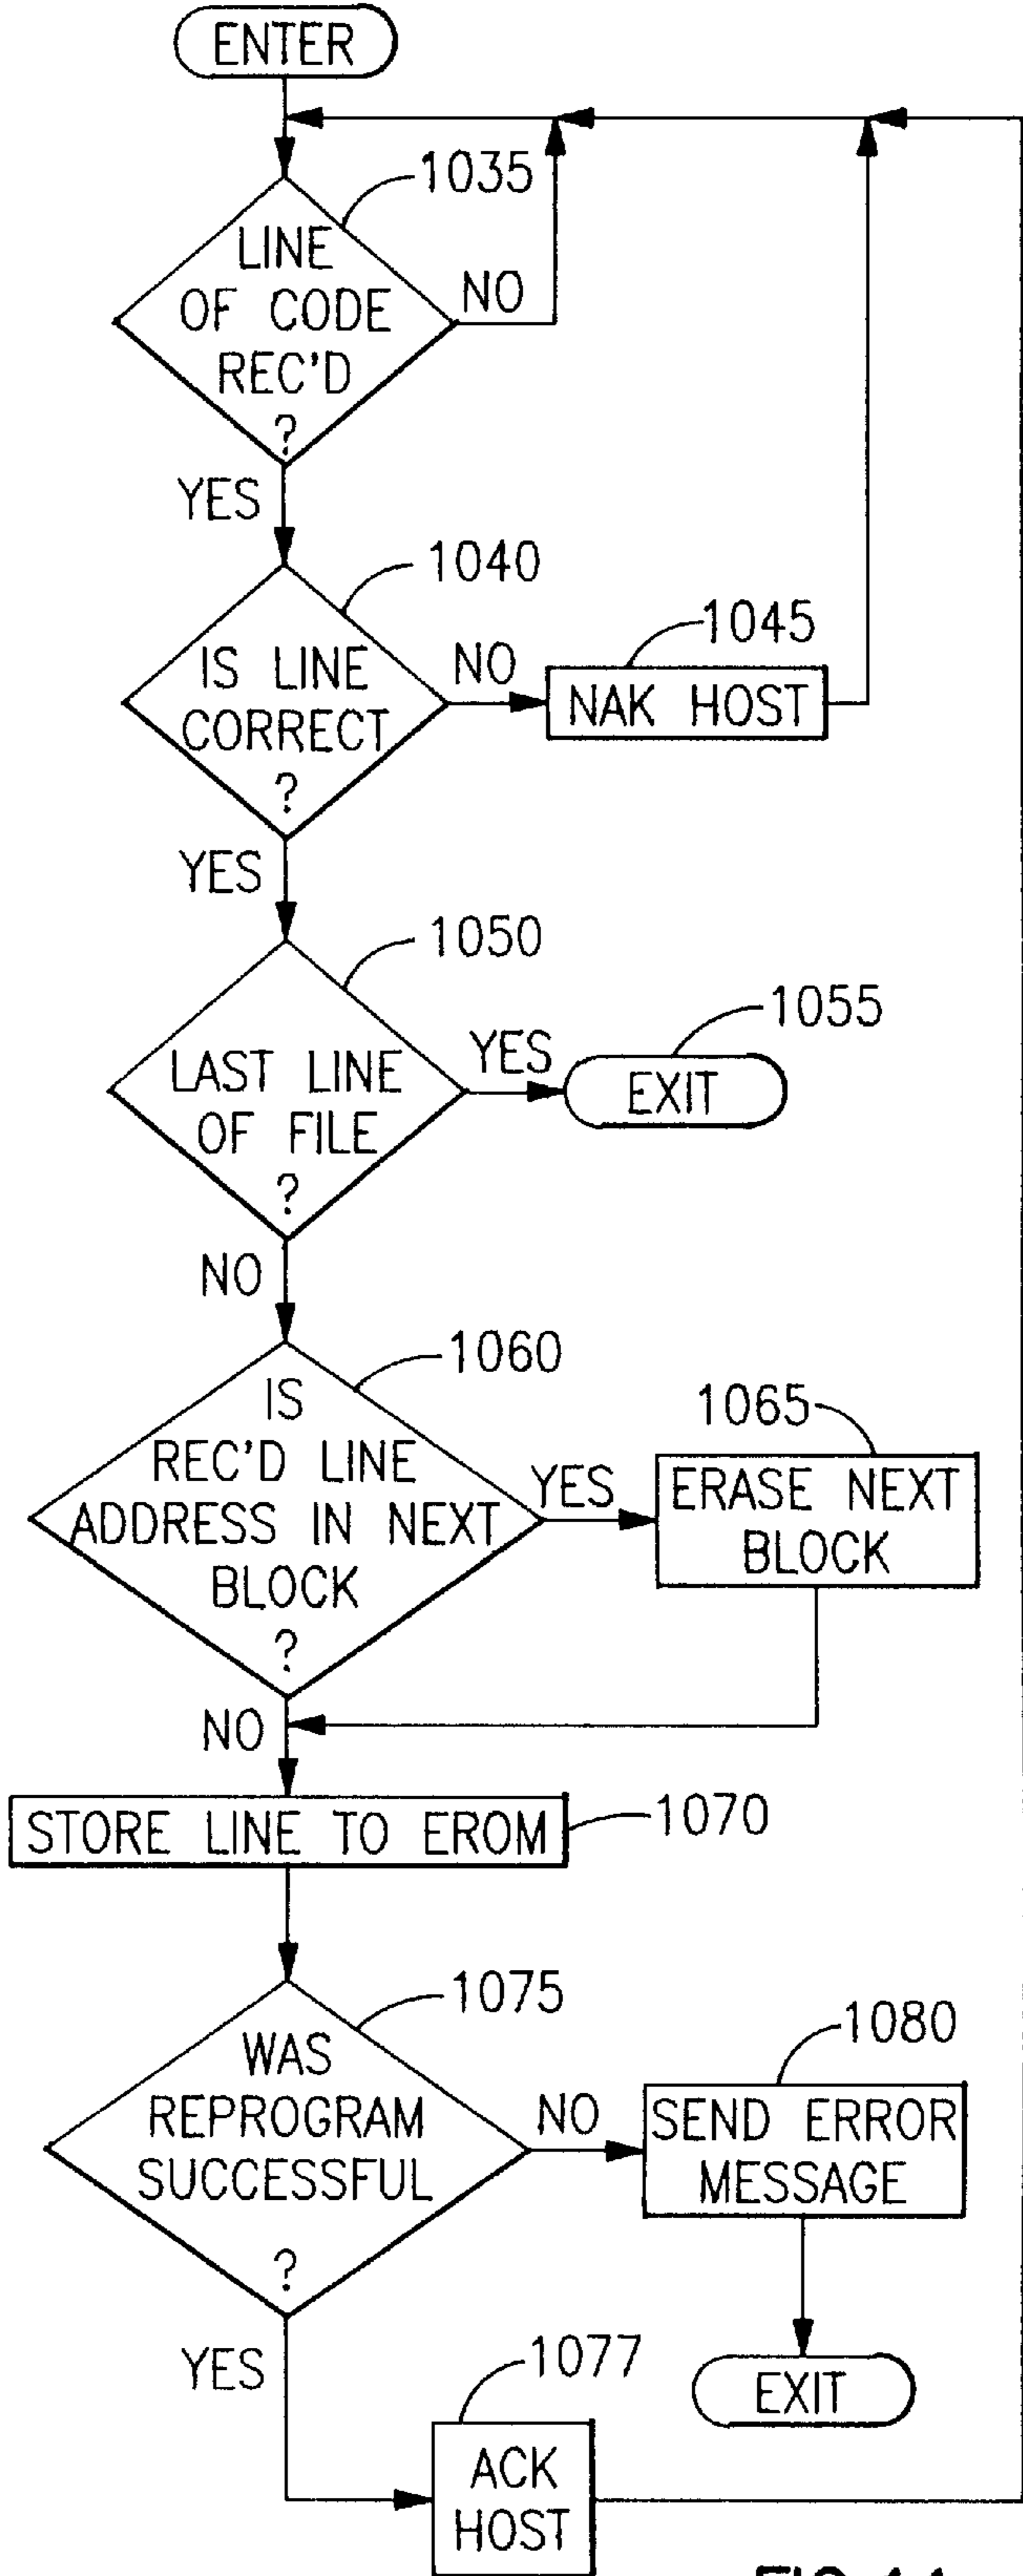 ENTER
1035
LINE
OF CODE
REC'D
?
NO
YES
1040
IS LINE
CORRECT
?
NO
1045
NAK HOST
YES
1050
LAST LINE
OF FILE
?
YES
1055
EXIT
NO
1060
IS
REC'D LINE
ADDRESS IN NEXT
BLOCK
?
YES
1065
ERASE NEXT
BLOCK
NO
STORE LINE TO EROM
1070
1075
WAS
REPROGRAM
SUCCESSFUL
?
NO
1080
SEND ERROR
MESSAGE
EXIT
YES
1077
ACK
HOST